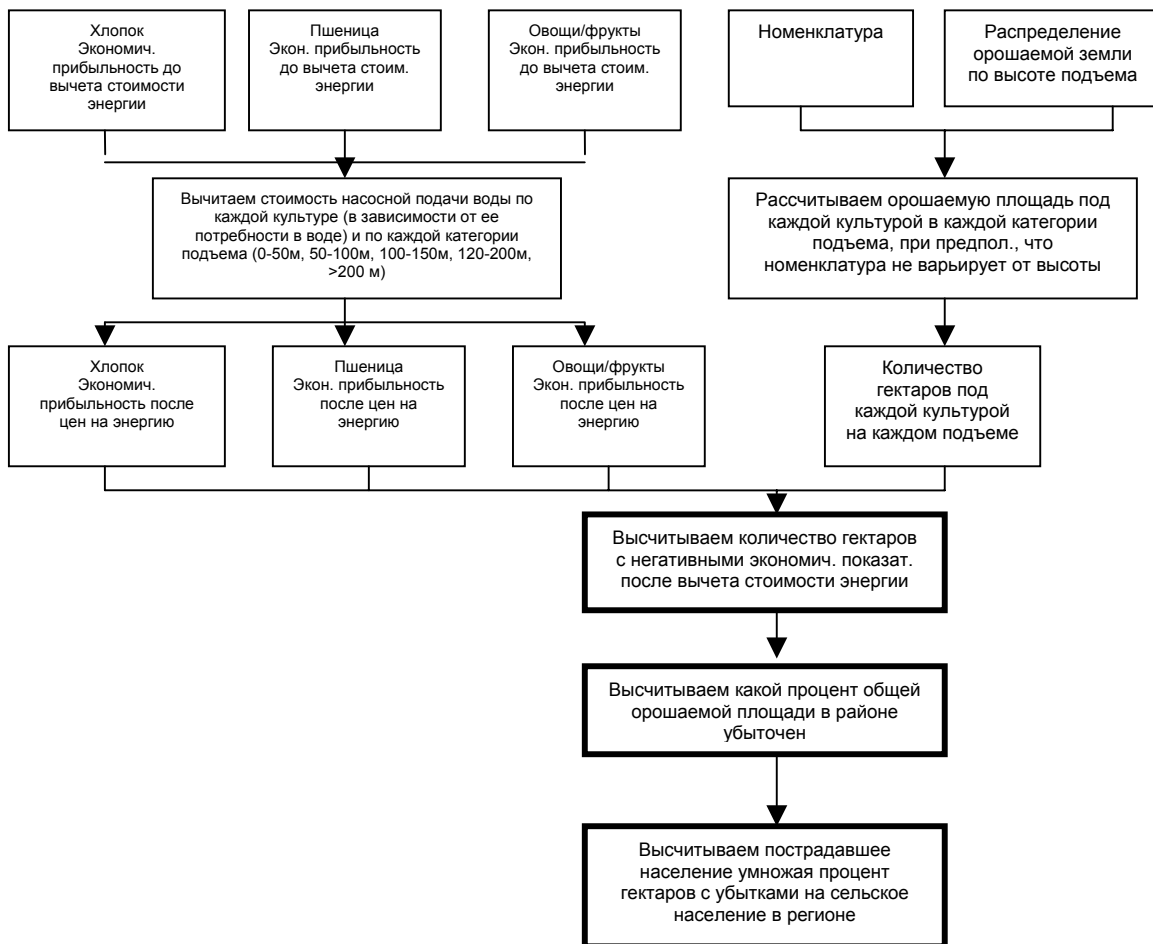 Хлопок
Экономич.
прибыльность до
вычета стоимости
энергии
Пшеница
Экон. прибыльность
до вычета стоим.
энергии
Овощи/фрукты
Экон. прибыльность
до вычета стоим.
энергии
Номенклатура
Распределение
орошаемой земли
по высоте подъема
Вычитаем стоимость насосной подачи воды по
каждой культуре (в зависимости от ее
потребности в воде) и по каждой категории
подъема (0-50м, 50-100м, 100-150м, 120-200м,
>200 м)
Рассчитываем орошаемую площадь под
каждой культурой в каждой категории
подъема, при предпол., что
номенклатура не варьирует от высоты
Хлопок
Экономич.
прибыльность после
цен на энергию
Пшеница
Экон. прибыльность
после цен на
энергию
Овощи/фрукты
Экон. прибыльность
после цен на
энергию
Количество
гектаров под
каждой культурой
на каждом подъеме
Высчитываем количество гектаров
с негативными экономич. показат.
после вычета стоимости энергии
Высчитываем какой процент общей
орошаемой площади в районе
убыточен
Высчитываем пострадавшее
население умножая процент
гектаров с убытками на сельское
население в регионе